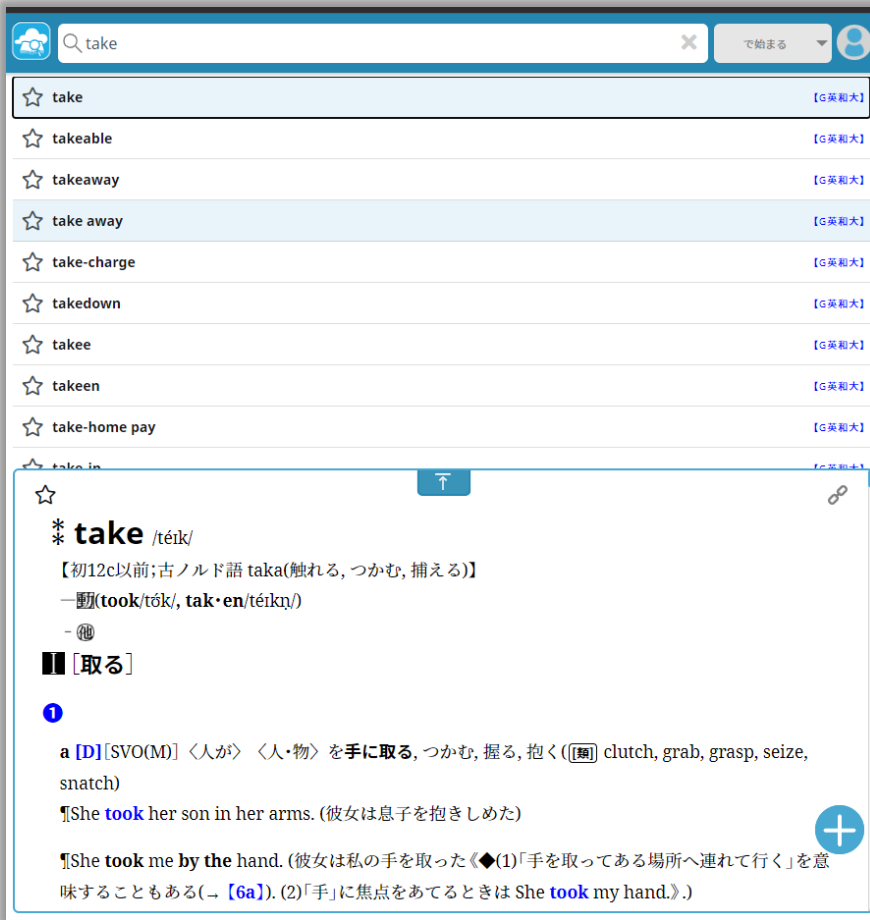 take
で始まる
take 【G英和大】
takeable 【G英和大】
takeaway 【G英和大】
take away 【G英和大】
take-charge 【G英和大】
takedown 【G英和大】
takee 【G英和大】
takeen 【G英和大】
take-home pay 【G英和大】
take-in 【G英和大】
⁑ take /téɪk/
【初12c以前;古ノルド語 taka(触れる, つかむ, 捕える)】
—動(took/tʊ́k/, tak･en/téɪkn̩/)
- 他
I [取る]
1
a [D][SVO(M)]〈人が〉〈人･物〉を手に取る, つかむ, 握る, 抱く([類] clutch, grab, grasp, seize,
snatch)
¶She took her son in her arms. (彼女は息子を抱きしめた)
¶She took me by the hand. (彼女は私の手を取った《◆(1)「手を取ってある場所へ連れて行く」を意
味することもある(→【6a】). (2)「手」に焦点をあてるときは She took my hand.》.)